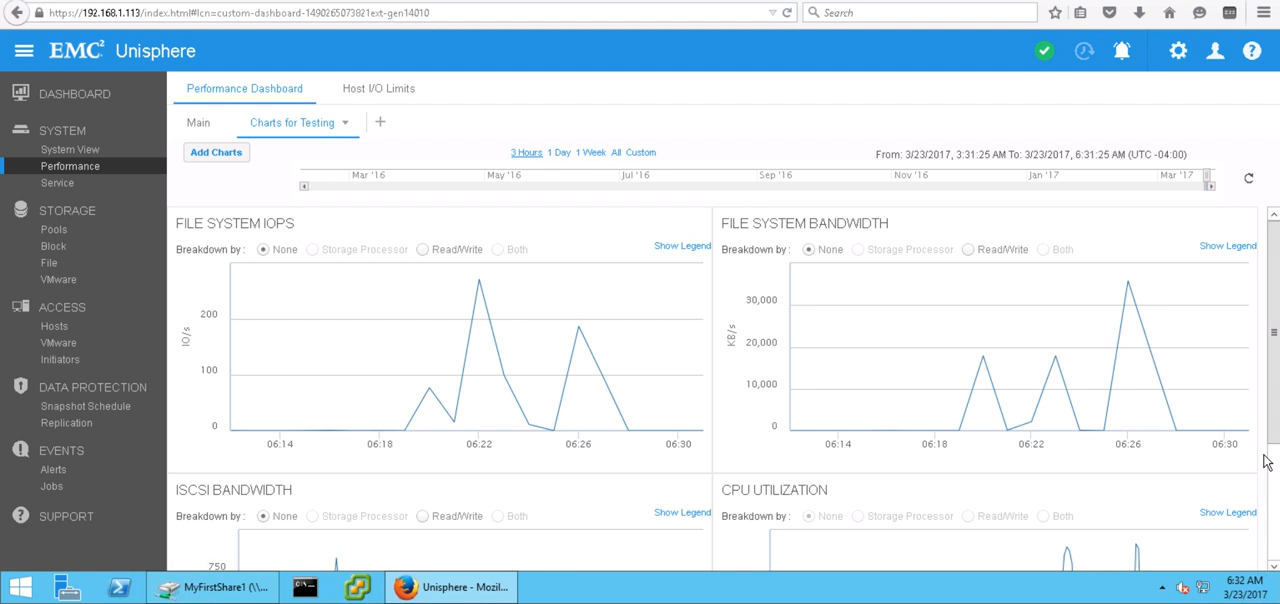 https://192.168.1.113/index.html#lcn=custom-dashboard-1490265073821ext-gen14010
Search
EMC² Unisphere
DASHBOARD
SYSTEM
System View
Performance
Service
STORAGE
Pools
Block
File
VMware
ACCESS
Hosts
VMware
Initiators
DATA PROTECTION
Snapshot Schedule
Replication
EVENTS
Alerts
Jobs
SUPPORT
Performance Dashboard Host I/O Limits
Main Charts for Testing
Add Charts 3 Hours 1 Day 1 Week All Custom From: 3/23/2017, 3:31:25 AM To: 3/23/2017, 6:31:25 AM (UTC -04:00)
Mar '16 May '16 Jul '16 Sep '16 Nov '16 Jan '17 Mar '17
FILE SYSTEM IOPS
Breakdown by: None Storage Processor Read/Write Both Show Legend
IO/s
200
100
0
06:14 06:18 06:22 06:26 06:30
FILE SYSTEM BANDWIDTH
Breakdown by: None Storage Processor Read/Write Both Show Legend
KB/s
30,000
20,000
10,000
0
06:14 06:18 06:22 06:26 06:30
ISCSI BANDWIDTH
Breakdown by: None Storage Processor Read/Write Both Show Legend
750
CPU UTILIZATION
Breakdown by: None Storage Processor Read/Write Both Show Legend
MyFirstShare1 (\\... Unisphere - Mozil...
6:32 AM
3/23/2017